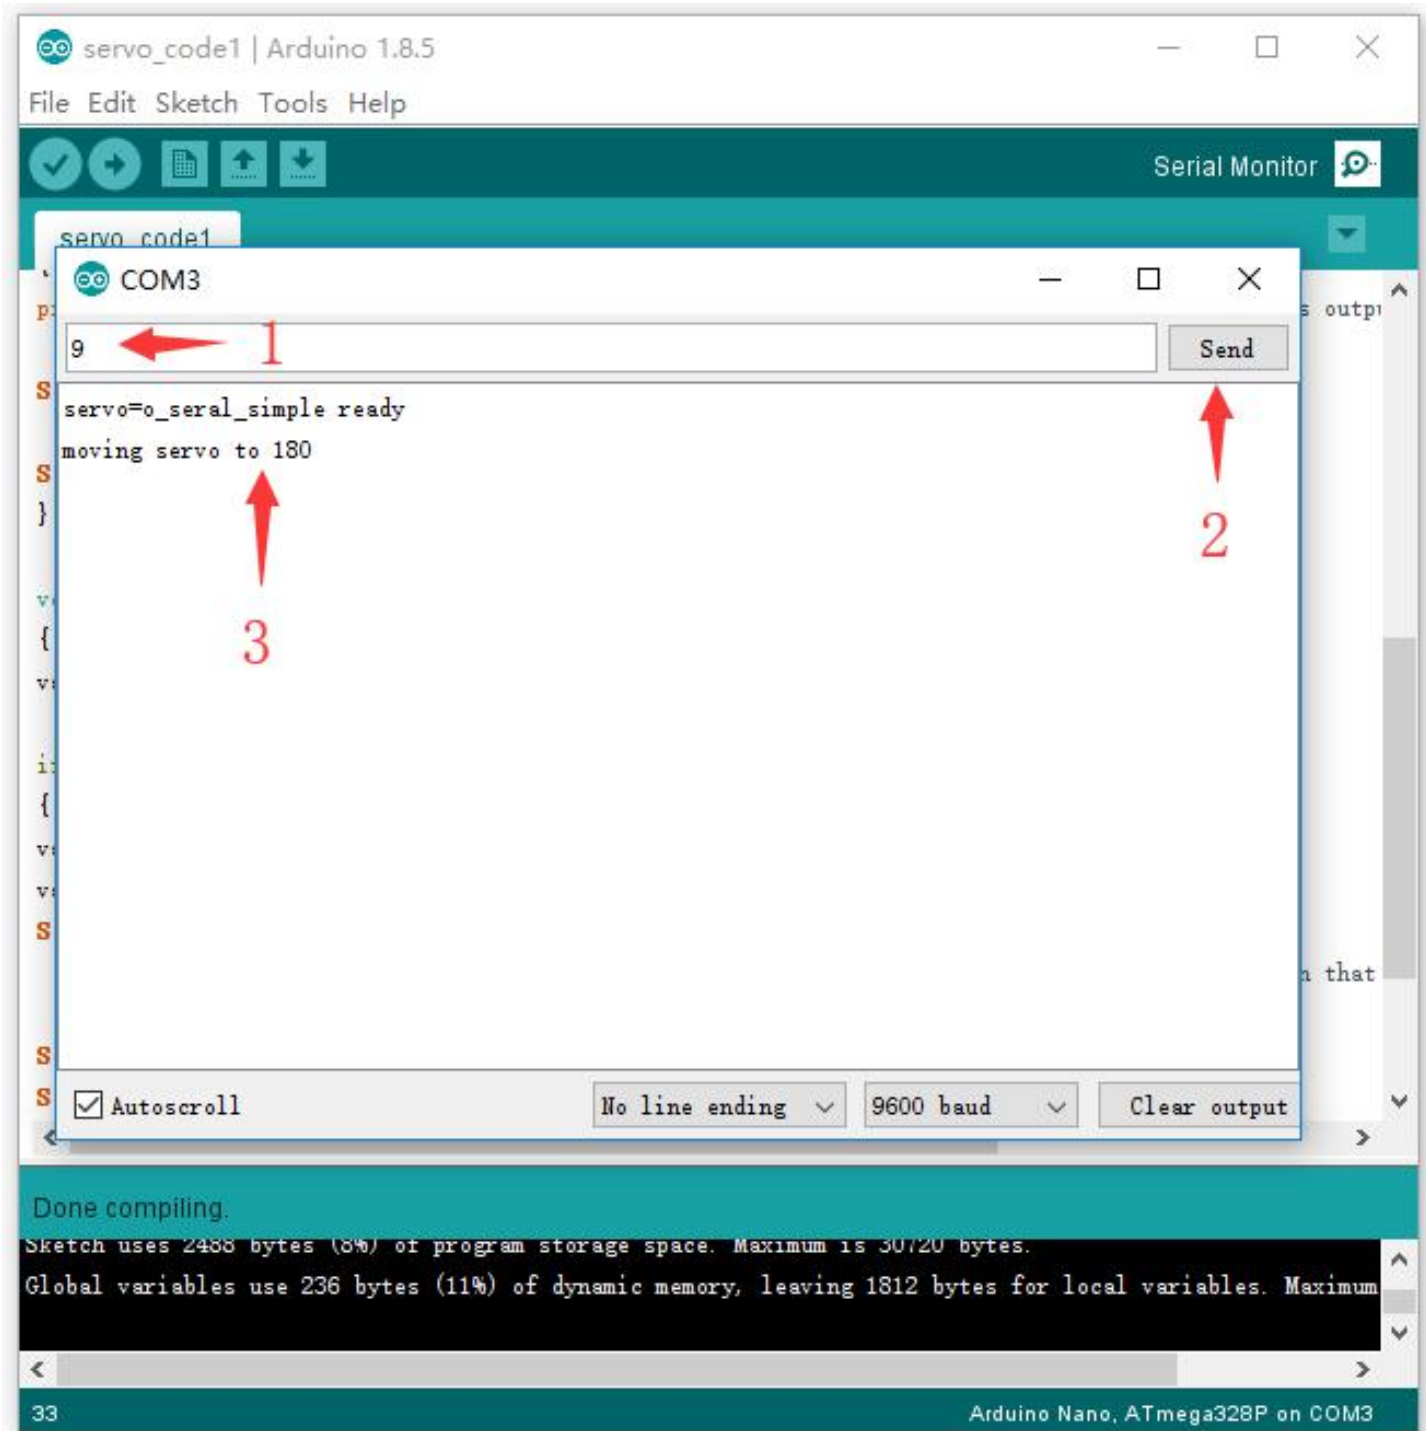 servo_code1 | Arduino 1.8.5
File Edit Sketch Tools Help
Serial Monitor
servo_code1
COM3
s outpu
9
1
Send
servo=o_seral_simple ready
moving servo to 180
2
3
S
S
}
{
{
S
n that
S
S
Autoscroll
No line ending
9600 baud
Clear output
Done compiling.
Sketch uses 2488 bytes (8%) of program storage space. Maximum is 30720 bytes.
Global variables use 236 bytes (11%) of dynamic memory, leaving 1812 bytes for local variables. Maximum
33
Arduino Nano, ATmega328P on COM3